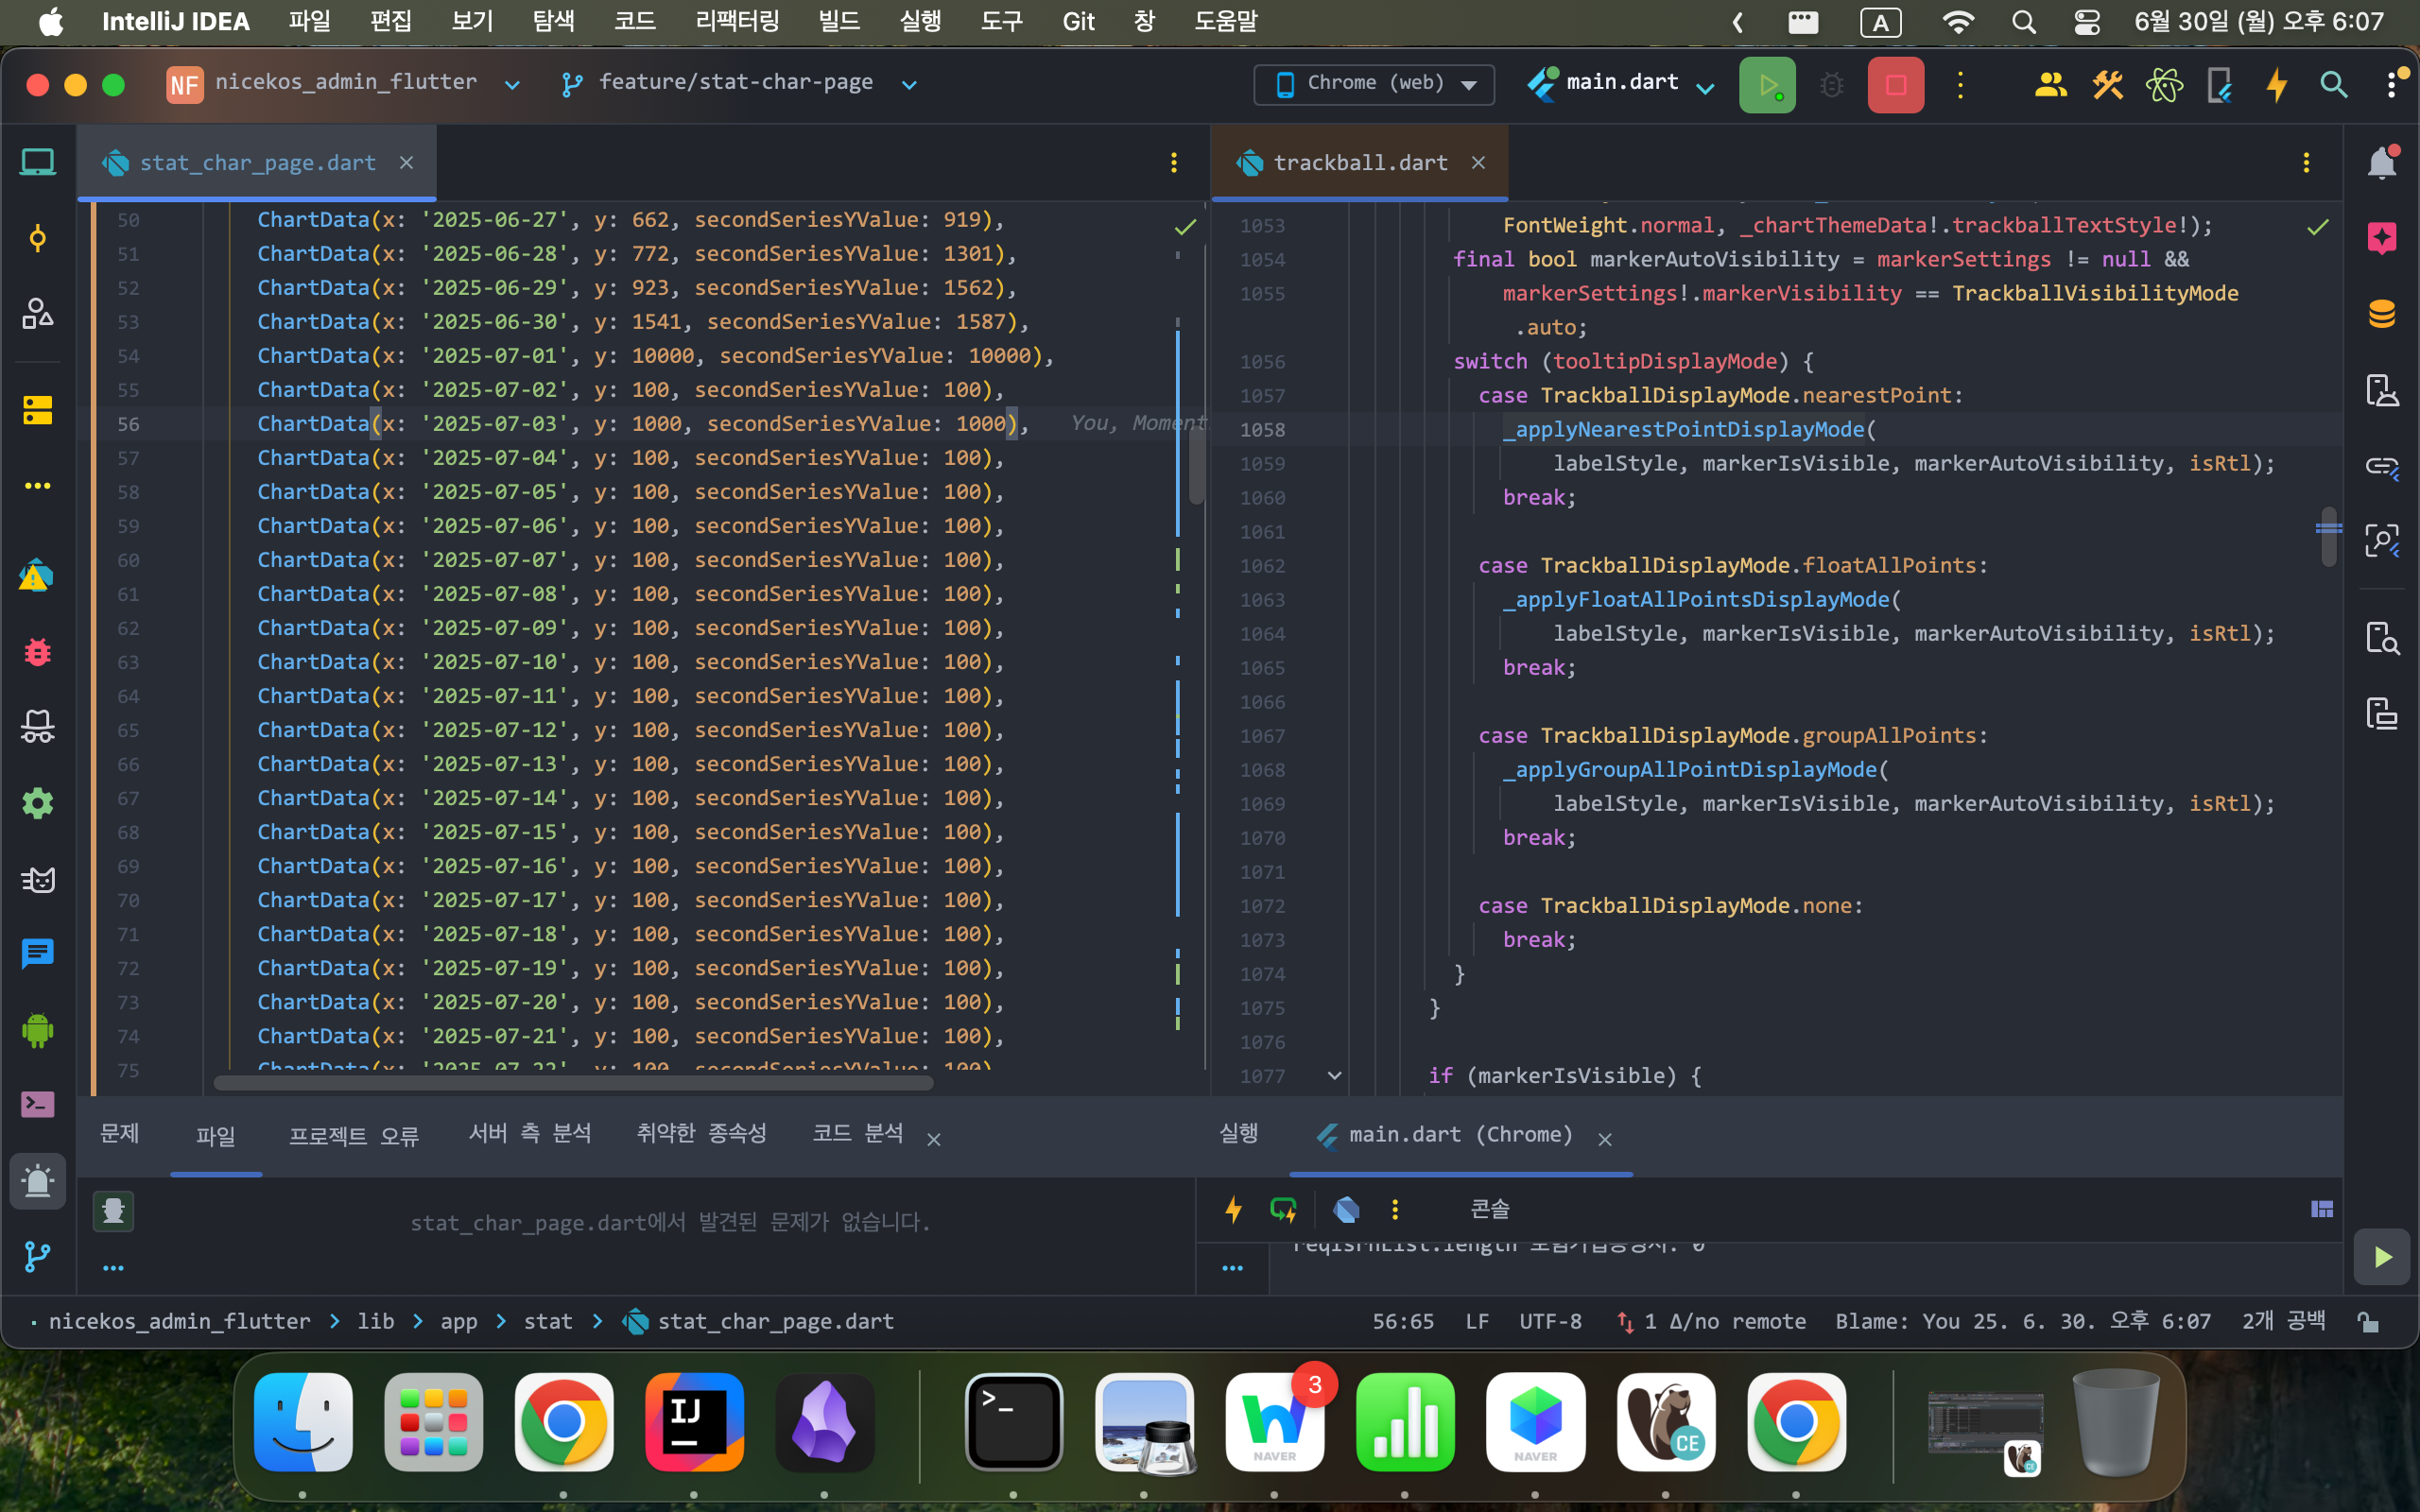 IntelliJ IDEA 파일 편집 보기 탐색 코드 리팩터링 빌드 실행 도구 Git 창 도움말 A 6월 30일 (월) 오후 6:07
NF nicekos_admin_flutter feature/stat-char-page Chrome (web) main.dart
stat_char_page.dart
50 ChartData(x: '2025-06-27', y: 662, secondSeriesYValue: 919),
51 ChartData(x: '2025-06-28', y: 772, secondSeriesYValue: 1301),
52 ChartData(x: '2025-06-29', y: 923, secondSeriesYValue: 1562),
53 ChartData(x: '2025-06-30', y: 1541, secondSeriesYValue: 1587),
54 ChartData(x: '2025-07-01', y: 10000, secondSeriesYValue: 10000),
55 ChartData(x: '2025-07-02', y: 100, secondSeriesYValue: 100),
56 ChartData(x: '2025-07-03', y: 1000, secondSeriesYValue: 1000), You, Moment
57 ChartData(x: '2025-07-04', y: 100, secondSeriesYValue: 100),
58 ChartData(x: '2025-07-05', y: 100, secondSeriesYValue: 100),
59 ChartData(x: '2025-07-06', y: 100, secondSeriesYValue: 100),
60 ChartData(x: '2025-07-07', y: 100, secondSeriesYValue: 100),
61 ChartData(x: '2025-07-08', y: 100, secondSeriesYValue: 100),
62 ChartData(x: '2025-07-09', y: 100, secondSeriesYValue: 100),
63 ChartData(x: '2025-07-10', y: 100, secondSeriesYValue: 100),
64 ChartData(x: '2025-07-11', y: 100, secondSeriesYValue: 100),
65 ChartData(x: '2025-07-12', y: 100, secondSeriesYValue: 100),
66 ChartData(x: '2025-07-13', y: 100, secondSeriesYValue: 100),
67 ChartData(x: '2025-07-14', y: 100, secondSeriesYValue: 100),
68 ChartData(x: '2025-07-15', y: 100, secondSeriesYValue: 100),
69 ChartData(x: '2025-07-16', y: 100, secondSeriesYValue: 100),
70 ChartData(x: '2025-07-17', y: 100, secondSeriesYValue: 100),
71 ChartData(x: '2025-07-18', y: 100, secondSeriesYValue: 100),
72 ChartData(x: '2025-07-19', y: 100, secondSeriesYValue: 100),
73 ChartData(x: '2025-07-20', y: 100, secondSeriesYValue: 100),
74 ChartData(x: '2025-07-21', y: 100, secondSeriesYValue: 100),
75 ChartData(x: '2025-07-22', y: 100, secondSeriesYValue: 100)
trackball.dart
1053 FontWeight.normal, _chartThemeData!.trackballTextStyle!);
1054 final bool markerAutoVisibility = markerSettings != null &&
1055 markerSettings!.markerVisibility == TrackballVisibilityMode
.auto;
1056 switch (tooltipDisplayMode) {
1057 case TrackballDisplayMode.nearestPoint:
1058 _applyNearestPointDisplayMode(
1059 labelStyle, markerIsVisible, markerAutoVisibility, isRtl);
1060 break;
1061
1062 case TrackballDisplayMode.floatAllPoints:
1063 _applyFloatAllPointsDisplayMode(
1064 labelStyle, markerIsVisible, markerAutoVisibility, isRtl);
1065 break;
1066
1067 case TrackballDisplayMode.groupAllPoints:
1068 _applyGroupAllPointDisplayMode(
1069 labelStyle, markerIsVisible, markerAutoVisibility, isRtl);
1070 break;
1071
1072 case TrackballDisplayMode.none:
1073 break;
1074 }
1075 }
1076
1077 if (markerIsVisible) {
문제 파일 프로젝트 오류 서버 측 분석 취약한 종속성 코드 분석
stat_char_page.dart에서 발견된 문제가 없습니다.
실행 main.dart (Chrome)
콘솔
nicekos_admin_flutter > lib > app > stat > stat_char_page.dart 56:65 LF UTF-8 1 Δ/no remote Blame: You 25. 6. 30. 오후 6:07 2개 공백
IJ
>_
NAVER
3
NAVER
CE